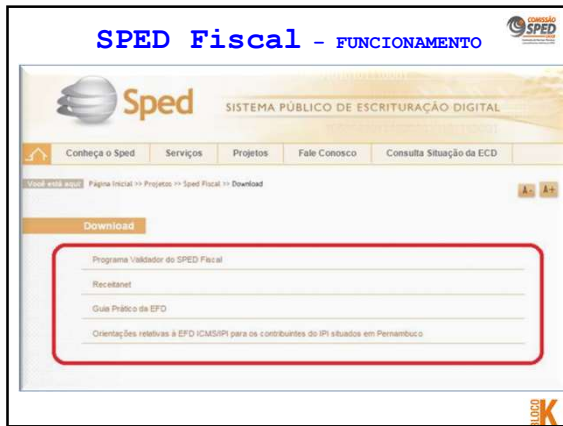 SPED Fiscal - FUNCIONAMENTO
COMISSÃO
SPED
Sped
SISTEMA PÚBLICO DE ESCRITURAÇÃO DIGITAL
Conheça o Sped Serviços Projetos Fale Conosco Consulta Situação da ECD
Você está aqui: Página Inicial >> Projetos >> Sped Fiscal >> Download
A- A+
Download
Programa Validador do SPED Fiscal
Receitanet
Guia Prático da EFD
Orientações relativas à EFD ICMS/IPI para os contribuintes do IPI situados em Pernambuco
BLOCO K